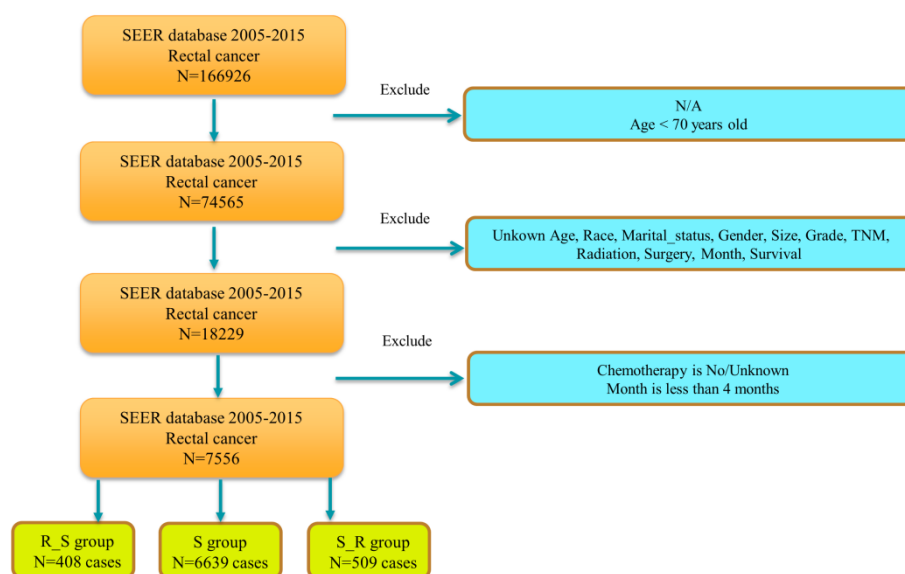 SEER database 2005-2015
Rectal cancer
N=166926
Exclude
N/A
Age < 70 years old
SEER database 2005-2015
Rectal cancer
N=74565
Exclude
Unkown Age, Race, Marital_status, Gender, Size, Grade, TNM,
Radiation, Surgery, Month, Survival
SEER database 2005-2015
Rectal cancer
N=18229
Exclude
Chemotherapy is No/Unknown
Month is less than 4 months
SEER database 2005-2015
Rectal cancer
N=7556
R_S group
N=408 cases
S group
N=6639 cases
S_R group
N=509 cases